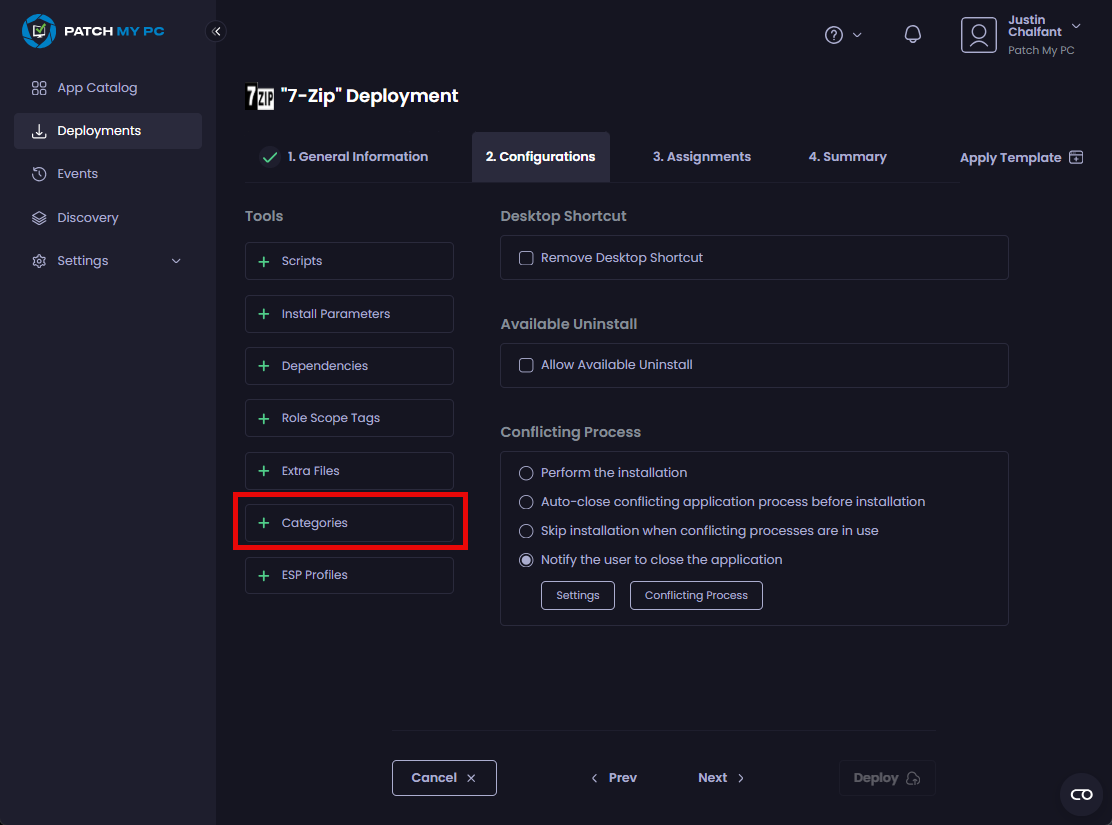 PATCH MY PC
App Catalog
Deployments
Events
Discovery
Settings
Justin
Chalfant
Patch My PC
7ZIP "7-Zip" Deployment
1. General Information
2. Configurations
3. Assignments
4. Summary
Apply Template
Tools
Scripts
Install Parameters
Dependencies
Role Scope Tags
Extra Files
Categories
ESP Profiles
Desktop Shortcut
Remove Desktop Shortcut
Available Uninstall
Allow Available Uninstall
Conflicting Process
Perform the installation
Auto-close conflicting application process before installation
Skip installation when conflicting processes are in use
Notify the user to close the application
Settings
Conflicting Process
Cancel
Prev
Next
Deploy